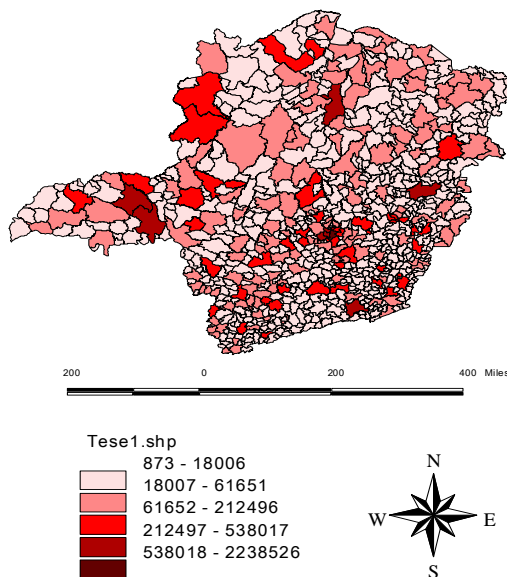 200 0 200 400 Miles
Tese1.shp
873 - 18006
18007 - 61651
61652 - 212496
212497 - 538017
538018 - 2238526
N
W E
S